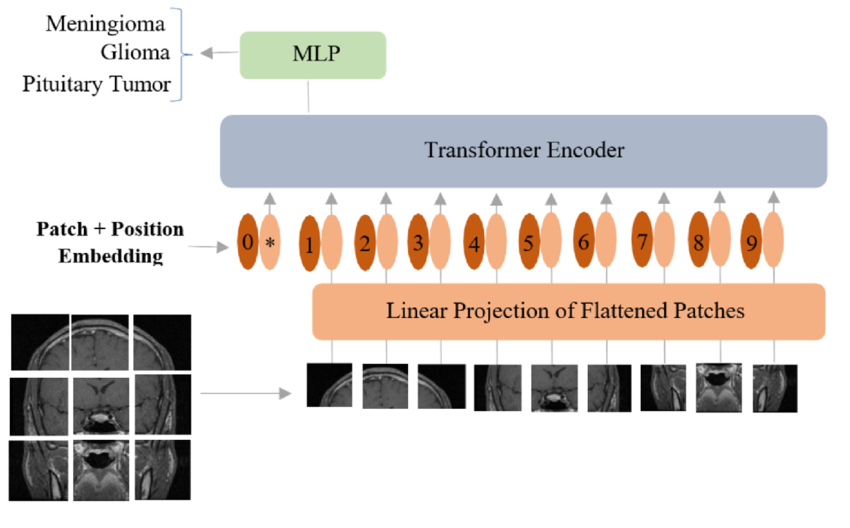 Meningioma
Glioma
Pituitary Tumor
MLP
Transformer Encoder
Patch + Position
Embedding
0 * 1 2 3 4 5 6 7 8 9
Linear Projection of Flattened Patches